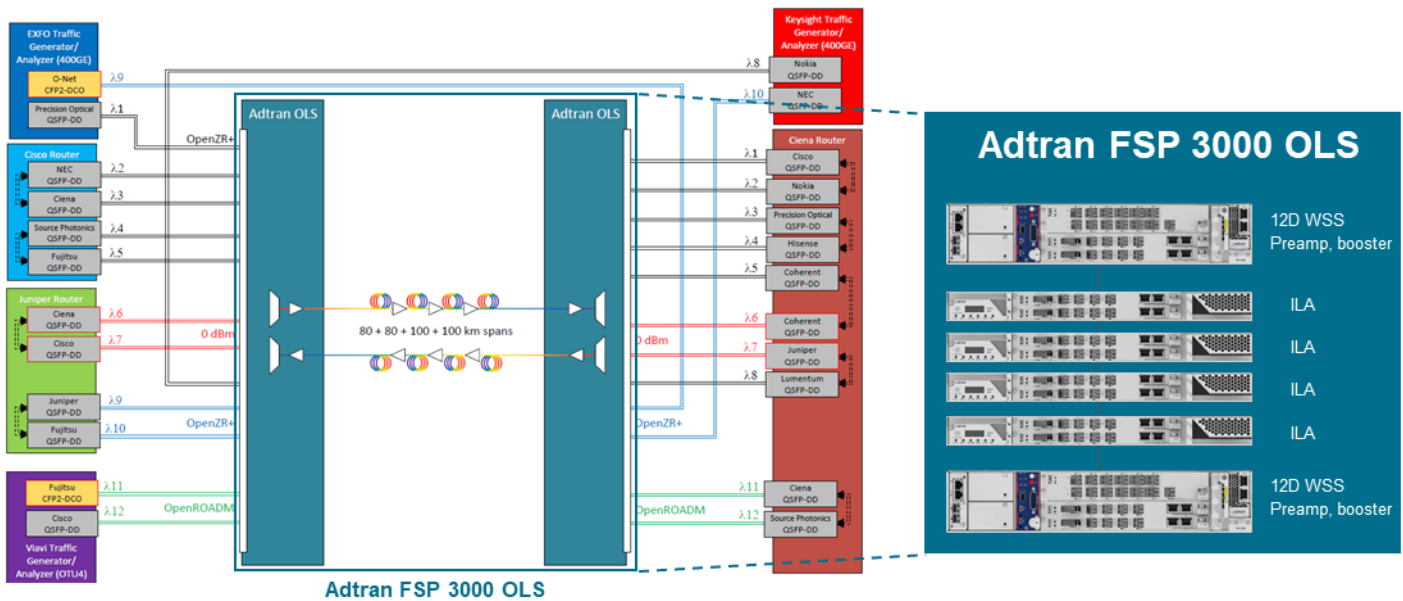 EXFO Traffic
Generator/
Analyzer (400GE)
O-Net
CFP2-DCO
λ9
Precision Optical
QSFP-DD
λ1
OpenZR+
Cisco Router
NEC
QSFP-DD
λ2
Ciena
QSFP-DD
λ3
Source Photonics
QSFP-DD
λ4
Fujitsu
QSFP-DD
λ5
Juniper Router
Ciena
QSFP-DD
λ6
0 dBm
Cisco
QSFP-DD
λ7
Juniper
QSFP-DD
λ9
OpenZR+
Fujitsu
QSFP-DD
λ10
Fujitsu
CFP2-DCO
λ11
OpenROADM
Cisco
QSFP-DD
λ12
Viavi Traffic
Generator/
Analyzer (OTU4)
Adtran OLS
Adtran OLS
80 + 80 + 100 + 100 km spans
Adtran FSP 3000 OLS
Keysight Traffic
Generator/
Analyzer (400GE)
λ8
Nokia
QSFP-DD
λ10
NEC
QSFP-DD
Ciena Router
λ1
Cisco
QSFP-DD
λ2
Nokia
QSFP-DD
λ3
Precision Optical
QSFP-DD
λ4
Hisense
QSFP-DD
λ5
Coherent
QSFP-DD
λ6
Coherent
QSFP-DD
0 dBm
λ7
Juniper
QSFP-DD
λ8
Lumentum
QSFP-DD
OpenZR+
λ11
Ciena
QSFP-DD
OpenROADM
λ12
Source Photonics
QSFP-DD
Adtran FSP 3000 OLS
12D WSS
Preamp, booster
ILA
ILA
ILA
ILA
12D WSS
Preamp, booster